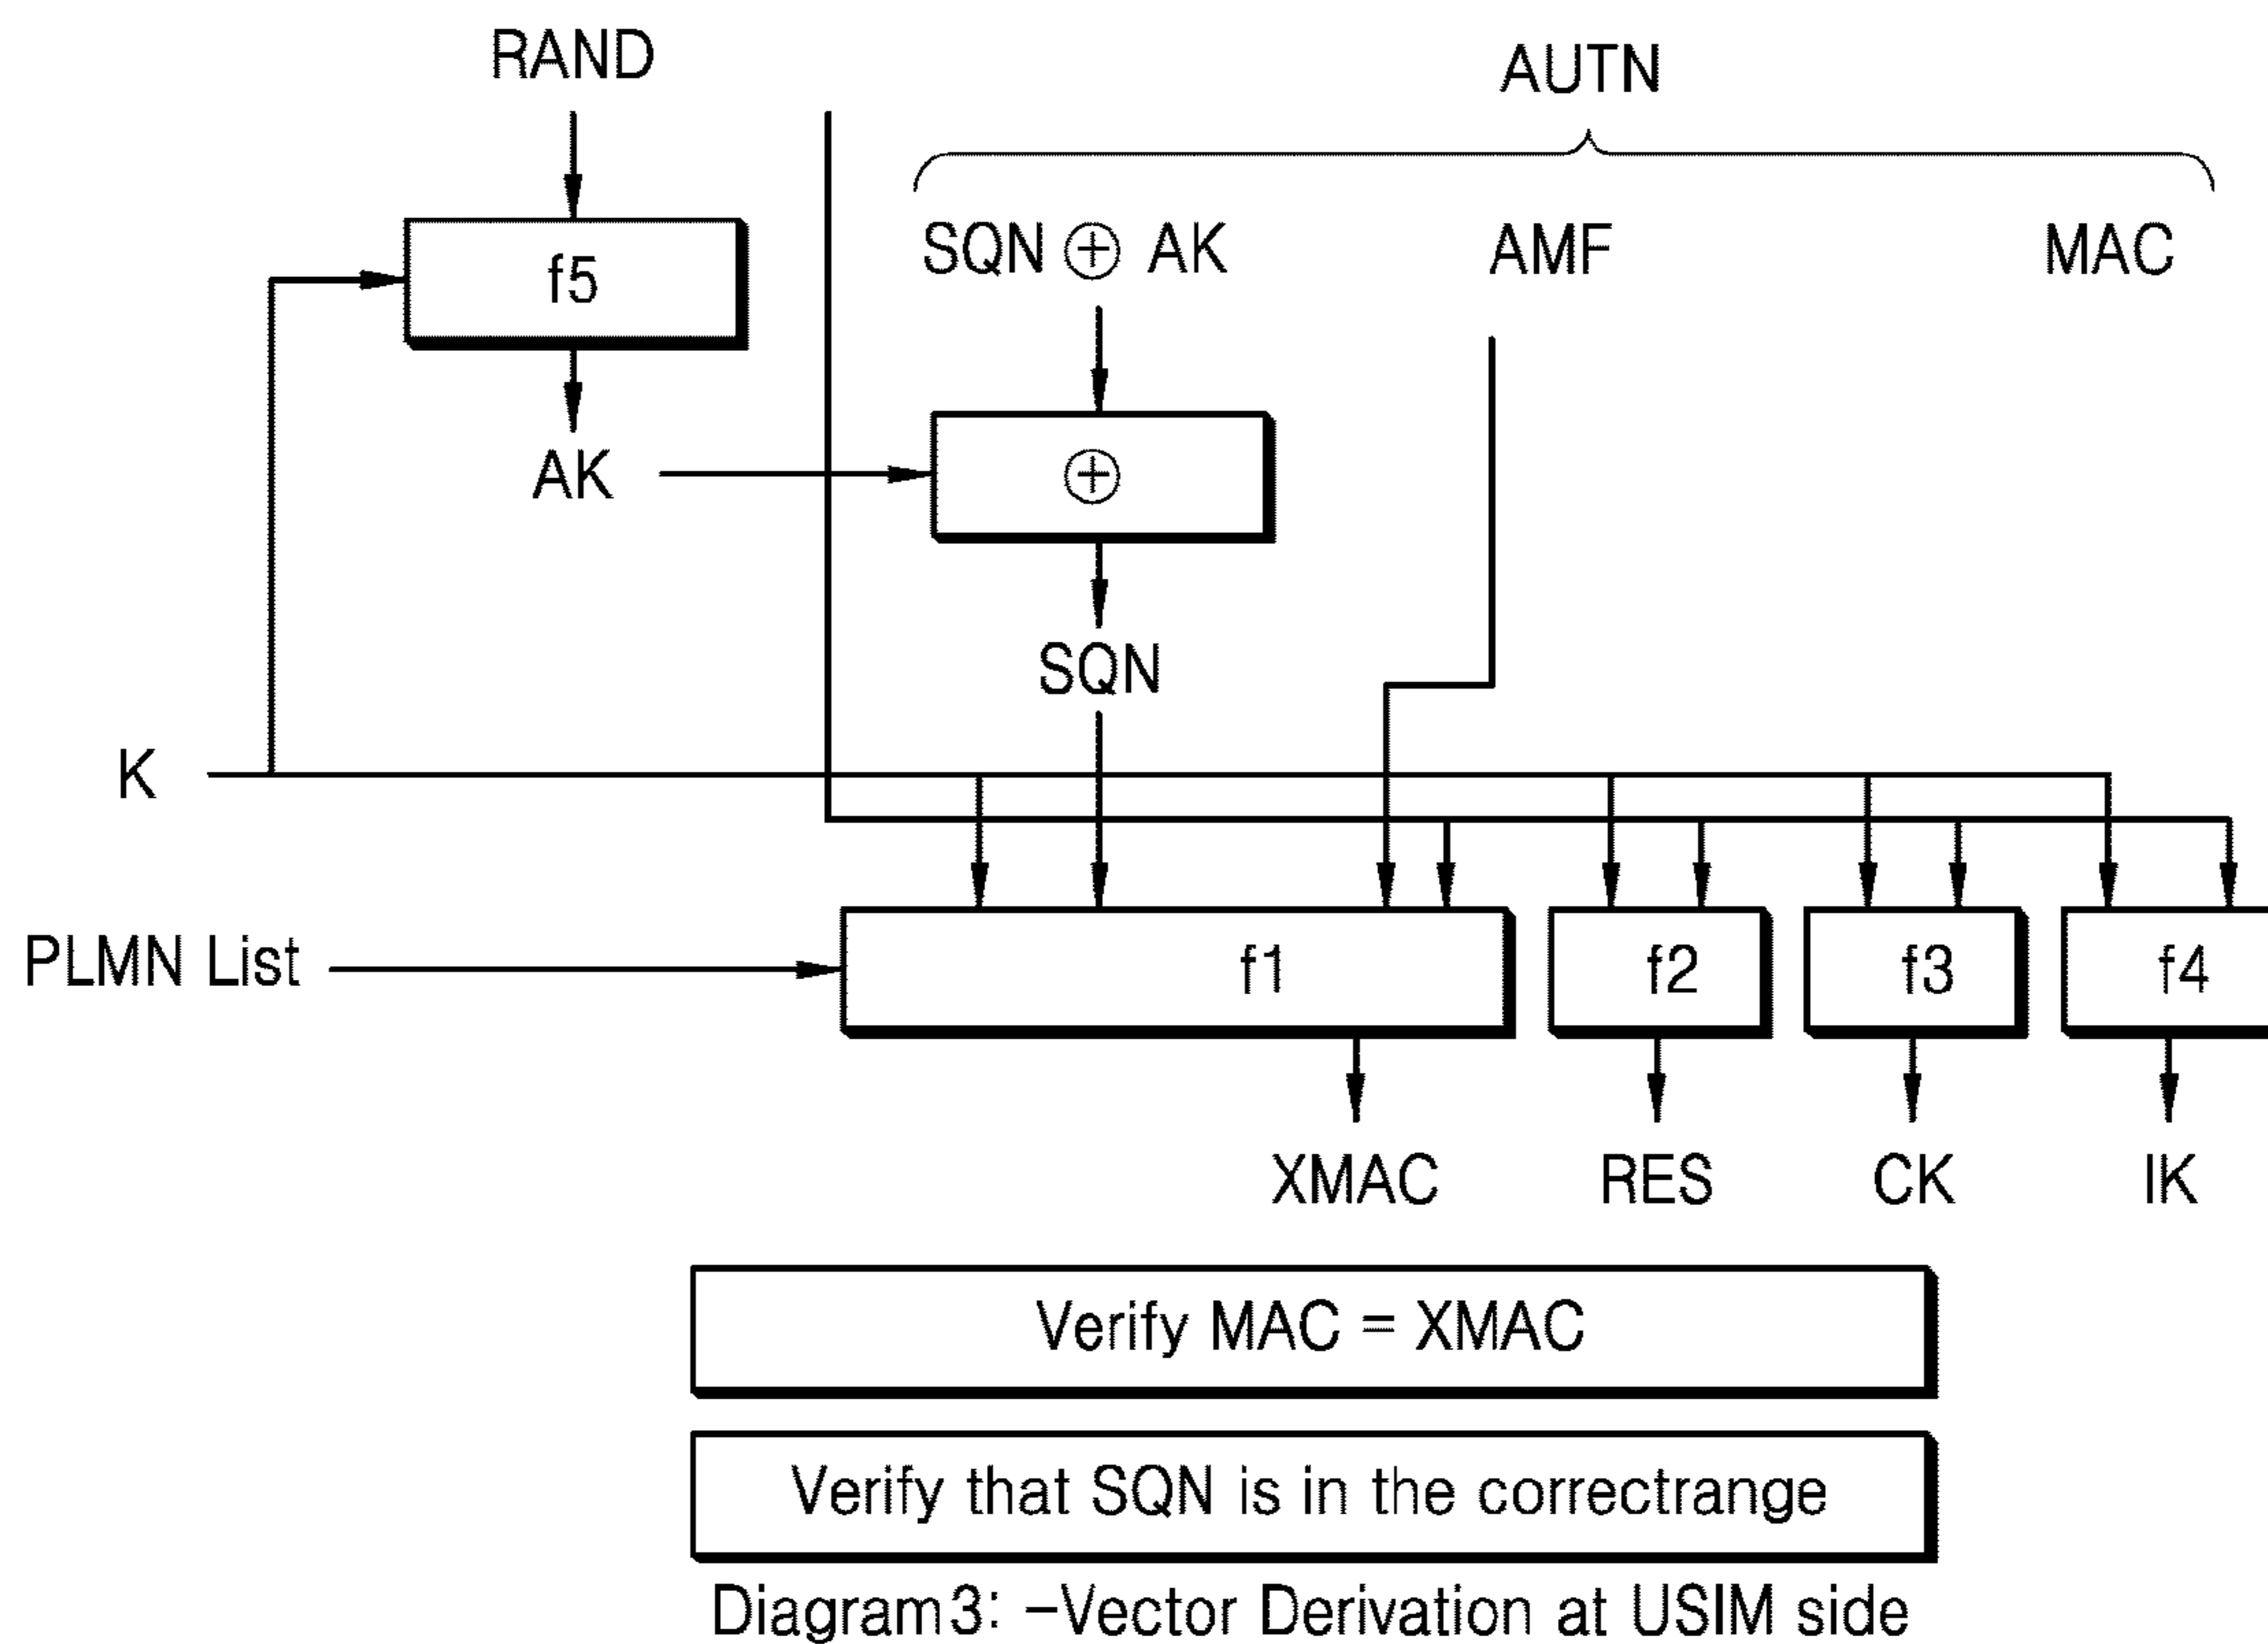 RAND
AUTN
SQN ⊕ AK
AMF
MAC
f5
AK
⊕
SQN
K
PLMN List
f1
f2
f3
f4
XMAC
RES
CK
IK
Verify MAC = XMAC
Verify that SQN is in the correctrange
Diagram3: –Vector Derivation at USIM side